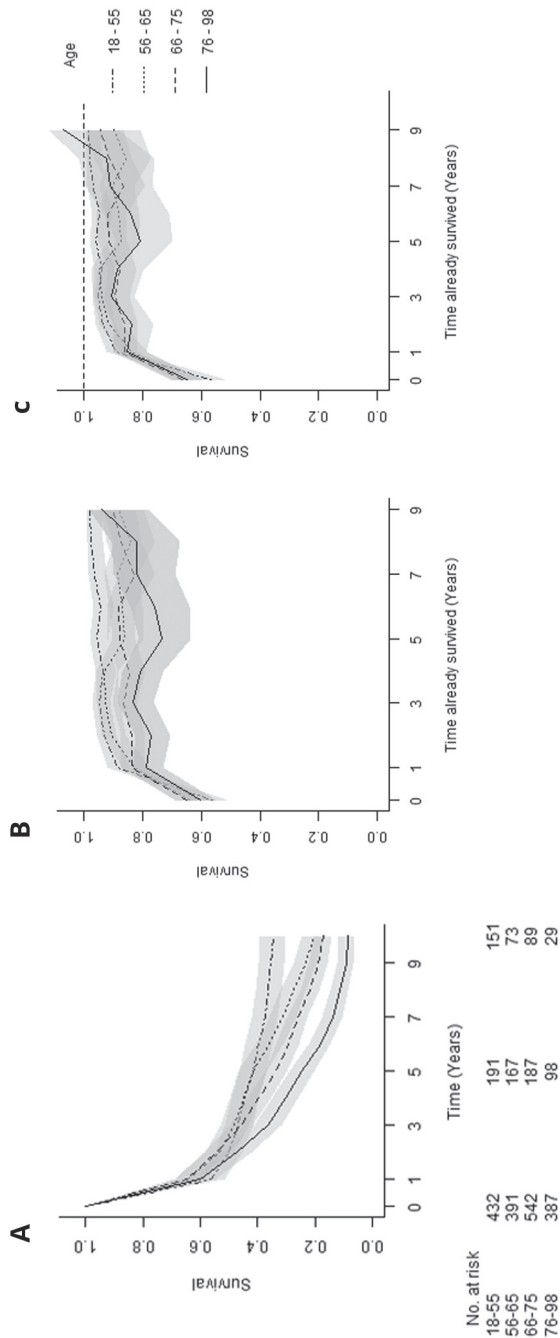 A
Survival
1.0
0.8
0.6
0.4
0.2
0.0
0 1 3 5 7 9
Time (Years)
No. at risk
18-55 432 191 151
56-65 391 167 73
66-75 542 187 89
76-98 387 98 29
B
Survival
1.0
0.8
0.6
0.4
0.2
0.0
0 1 3 5 7 9
Time already survived (Years)
C
Survival
1.0
0.8
0.6
0.4
0.2
0.0
0 1 3 5 7 9
Time already survived (Years)
Age
18 - 55
56 - 65
66 - 75
76 - 98